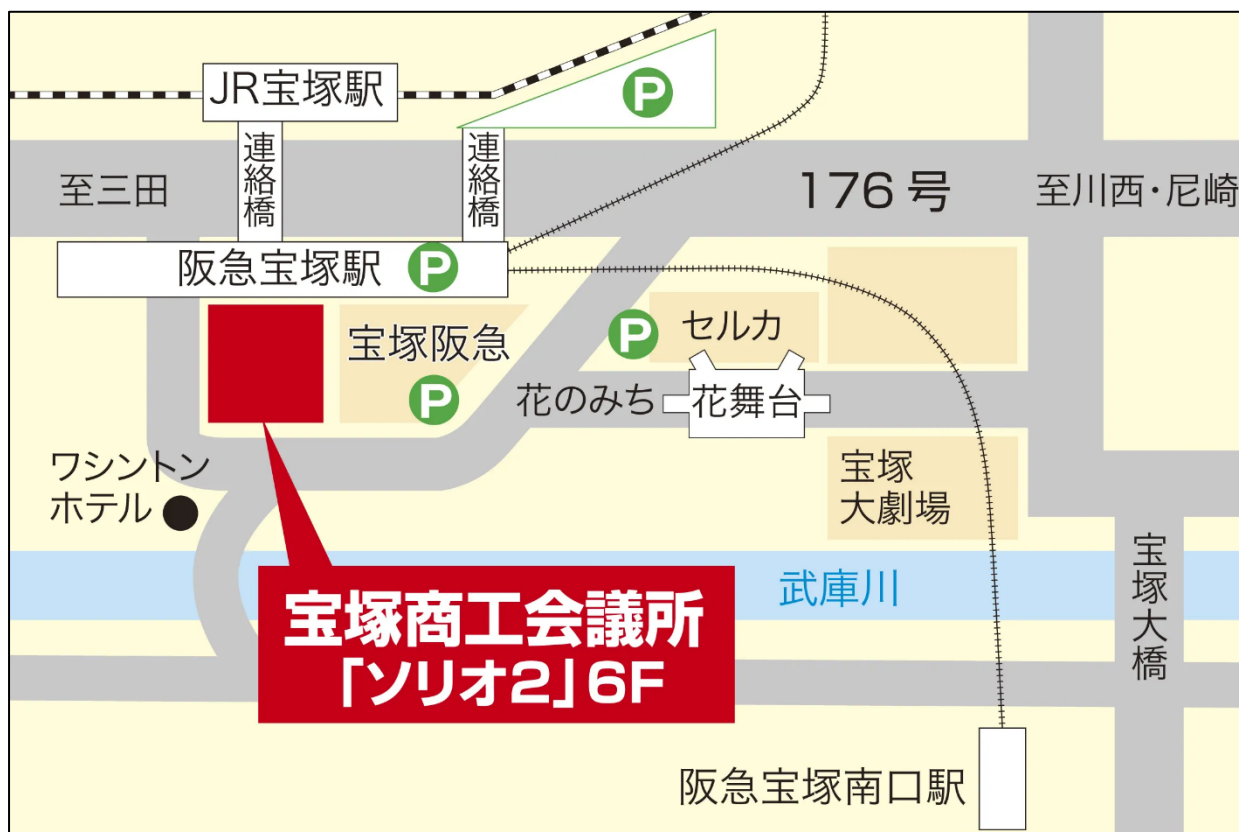 JR宝塚駅
P
連絡橋
連絡橋
至三田
176号
至川西・尼崎
阪急宝塚駅
P
宝塚阪急
P
P
セルカ
花のみち
花舞台
ワシントン
ホテル
宝塚
大劇場
宝塚商工会議所
「ソリオ2」6F
武庫川
宝塚大橋
阪急宝塚南口駅